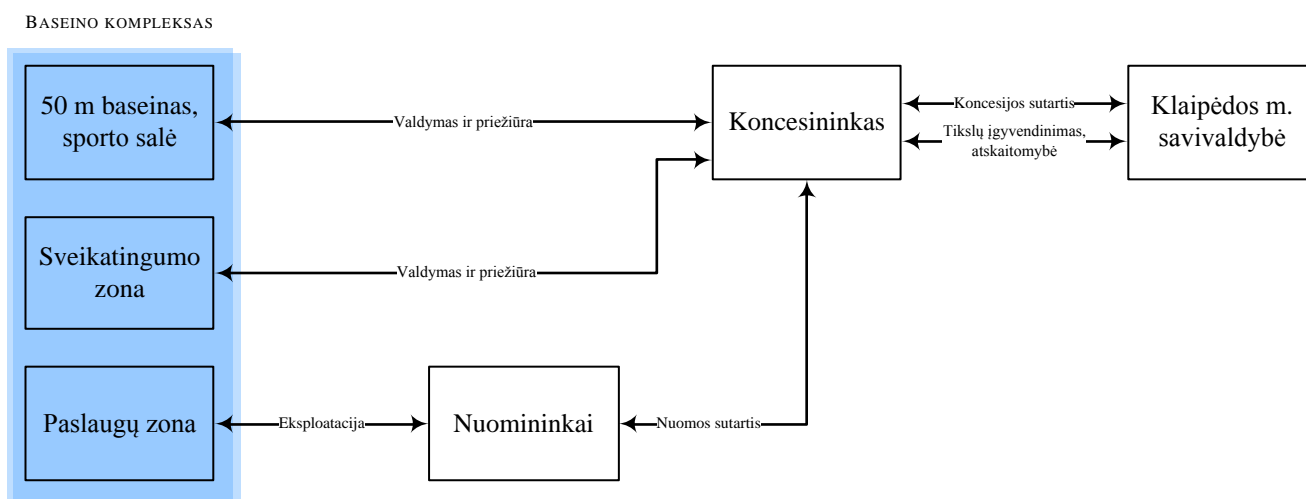 BASEINO KOMPLEKSAS
50 m baseinas,
sporto salė
Valdymas ir priežiūra
Koncesininkas
Koncesijos sutartis
Tikslų įgyvendinimas,
atskaitomybė
Klaipėdos m.
savivaldybė
Sveikatingumo
zona
Valdymas ir priežiūra
Paslaugų zona
Eksploatacija
Nuomininkai
Nuomos sutartis